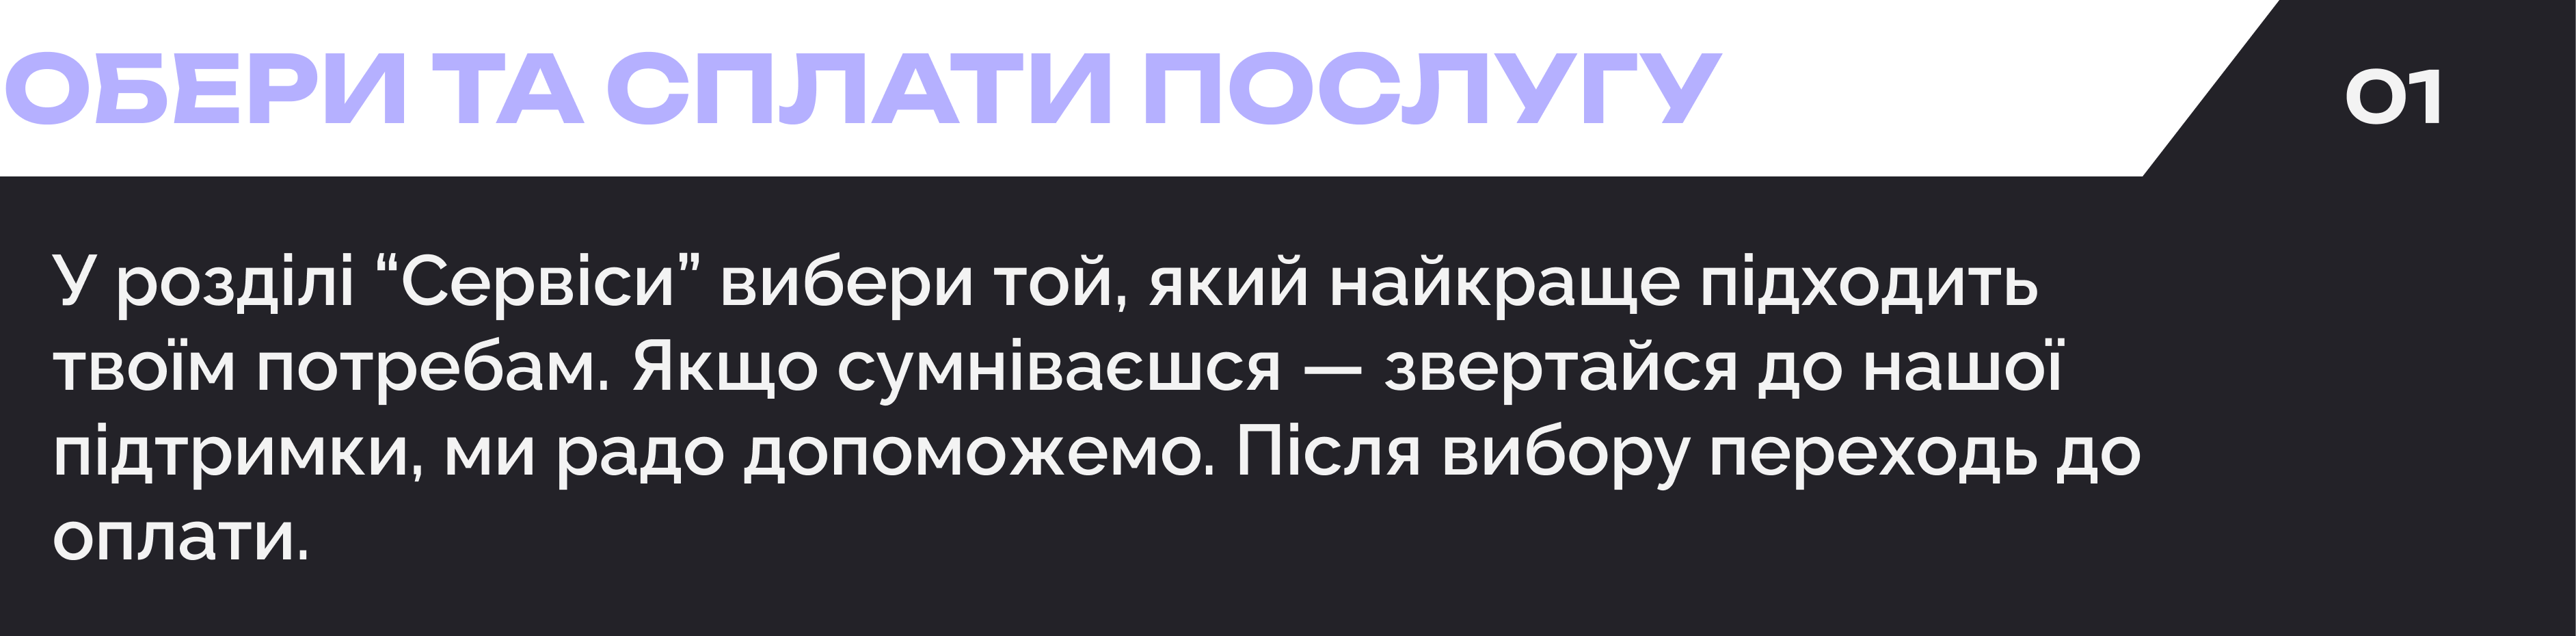 ОБЕРИ ТА СПЛАТИ ПОСЛУГУ
01
У розділі “Сервіси” вибери той, який найкраще підходить
твоїм потребам. Якщо сумніваєшся — звертайся до нашої
підтримки, ми радо допоможемо. Після вибору переходь до
оплати.